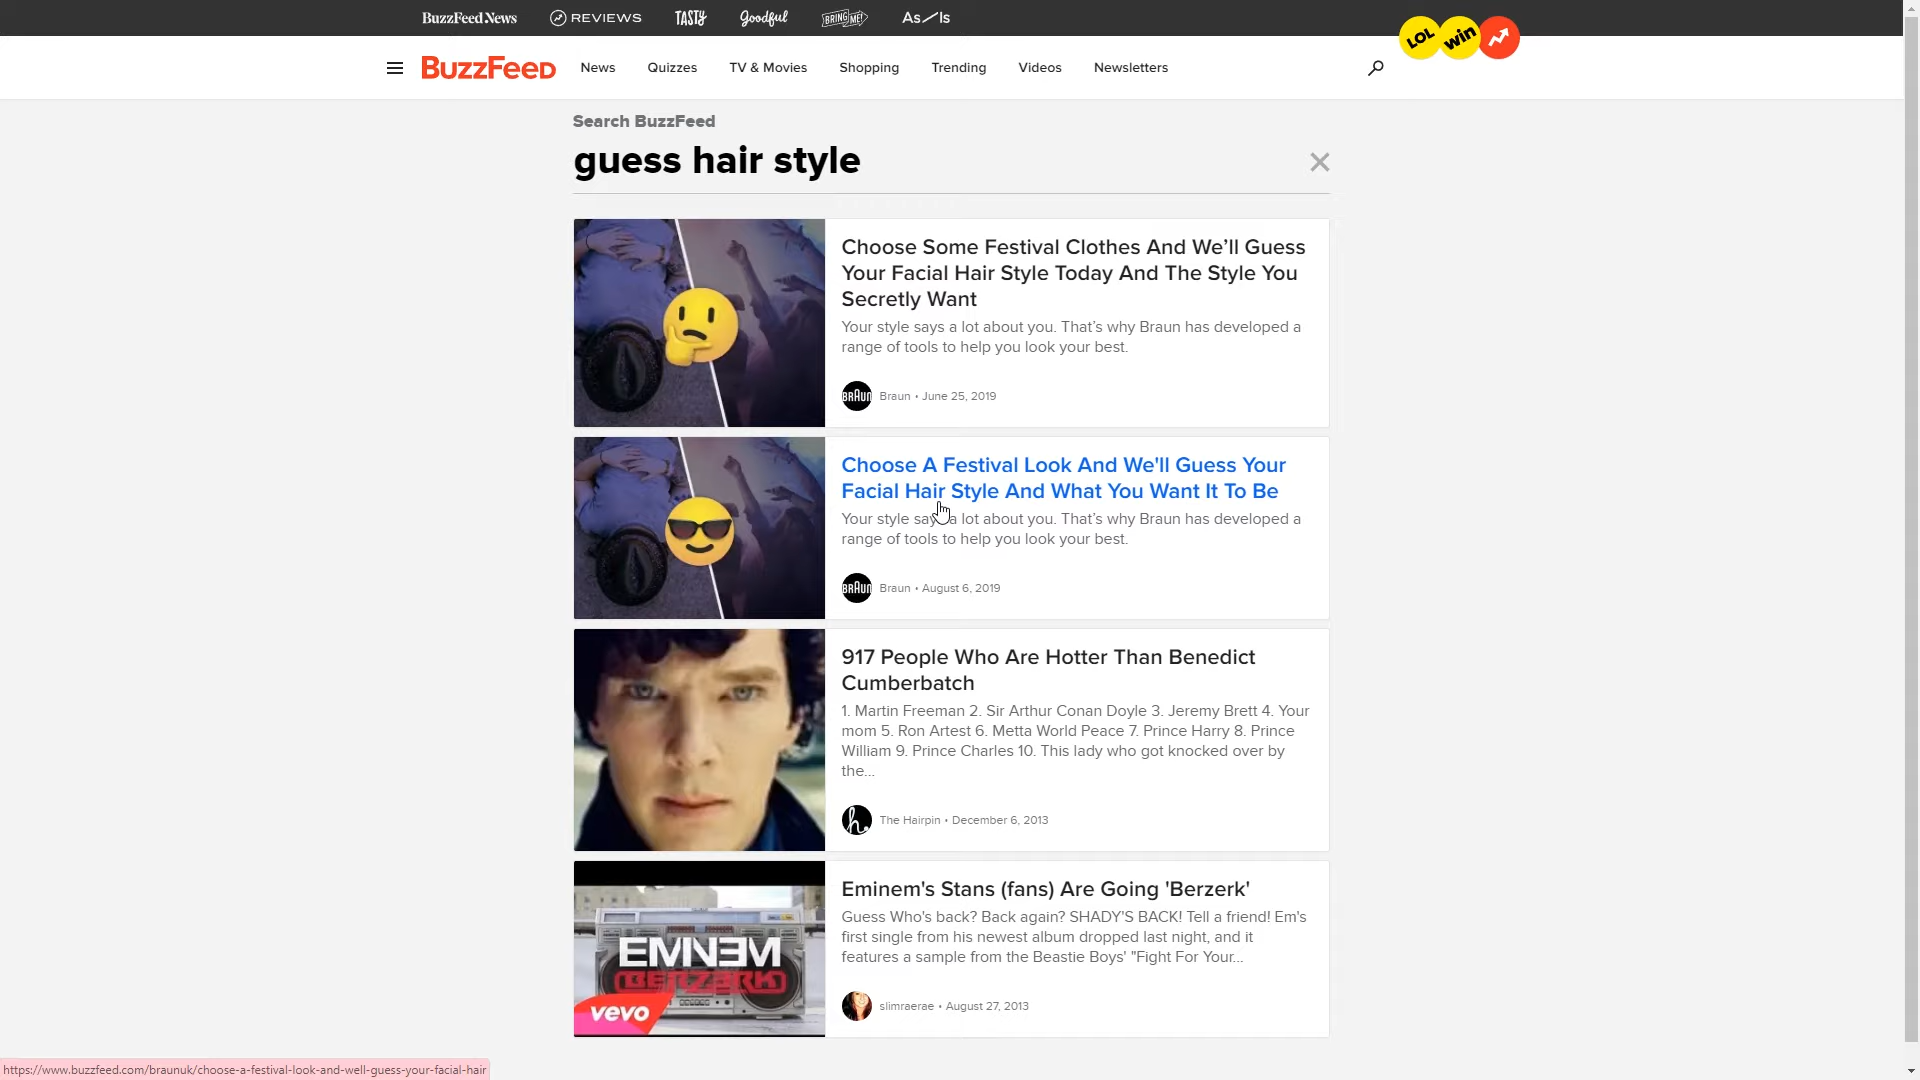 BuzzFeed News
REVIEWS
TASTY
Goodful
BRING ME!
As/Is
BuzzFeed
News
Quizzes
TV & Movies
Shopping
Trending
Videos
Newsletters
LOL
win
Search BuzzFeed
guess hair style
Choose Some Festival Clothes And We’ll Guess
Your Facial Hair Style Today And The Style You
Secretly Want
Your style says a lot about you. That’s why Braun has developed a
range of tools to help you look your best.
BRAUN
Braun • June 25, 2019
Choose A Festival Look And We'll Guess Your
Facial Hair Style And What You Want It To Be
Your style says a lot about you. That’s why Braun has developed a
range of tools to help you look your best.
BRAUN
Braun • August 6, 2019
917 People Who Are Hotter Than Benedict
Cumberbatch
1. Martin Freeman 2. Sir Arthur Conan Doyle 3. Jeremy Brett 4. Your
mom 5. Ron Artest 6. Metta World Peace 7. Prince Harry 8. Prince
William 9. Prince Charles 10. This lady who got knocked over by
the...
h
The Hairpin • December 6, 2013
EMINEM
BERZERK
vevo
Eminem's Stans (fans) Are Going 'Berzerk'
Guess Who's back? Back again? SHADY'S BACK! Tell a friend! Em's
first single from his newest album dropped last night, and it
features a sample from the Beastie Boys' "Fight For Your...
slimraerae • August 27, 2013
https://www.buzzfeed.com/braunuk/choose-a-festival-look-and-well-guess-your-facial-hair